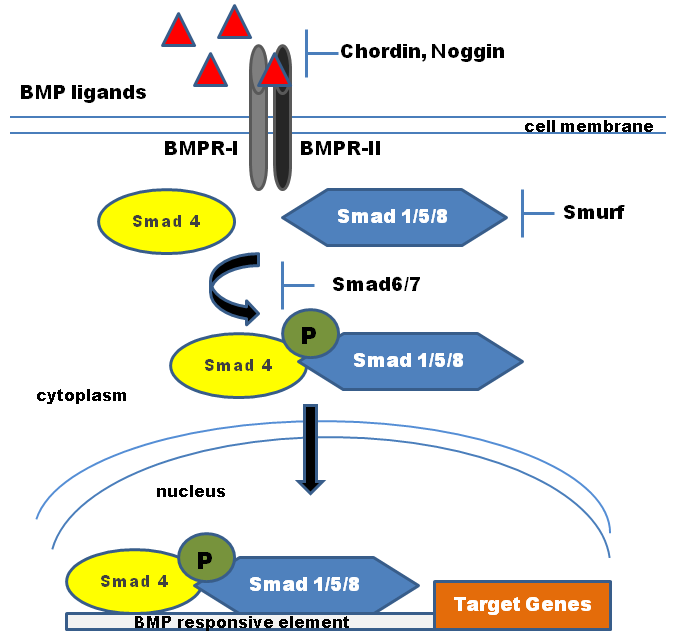 Chordin, Noggin
BMP ligands
cell membrane
BMPR-I
BMPR-II
Smad 4
Smad 1/5/8
Smurf
Smad6/7
P
Smad 4
Smad 1/5/8
cytoplasm
nucleus
P
Smad 4
Smad 1/5/8
Target Genes
BMP responsive element